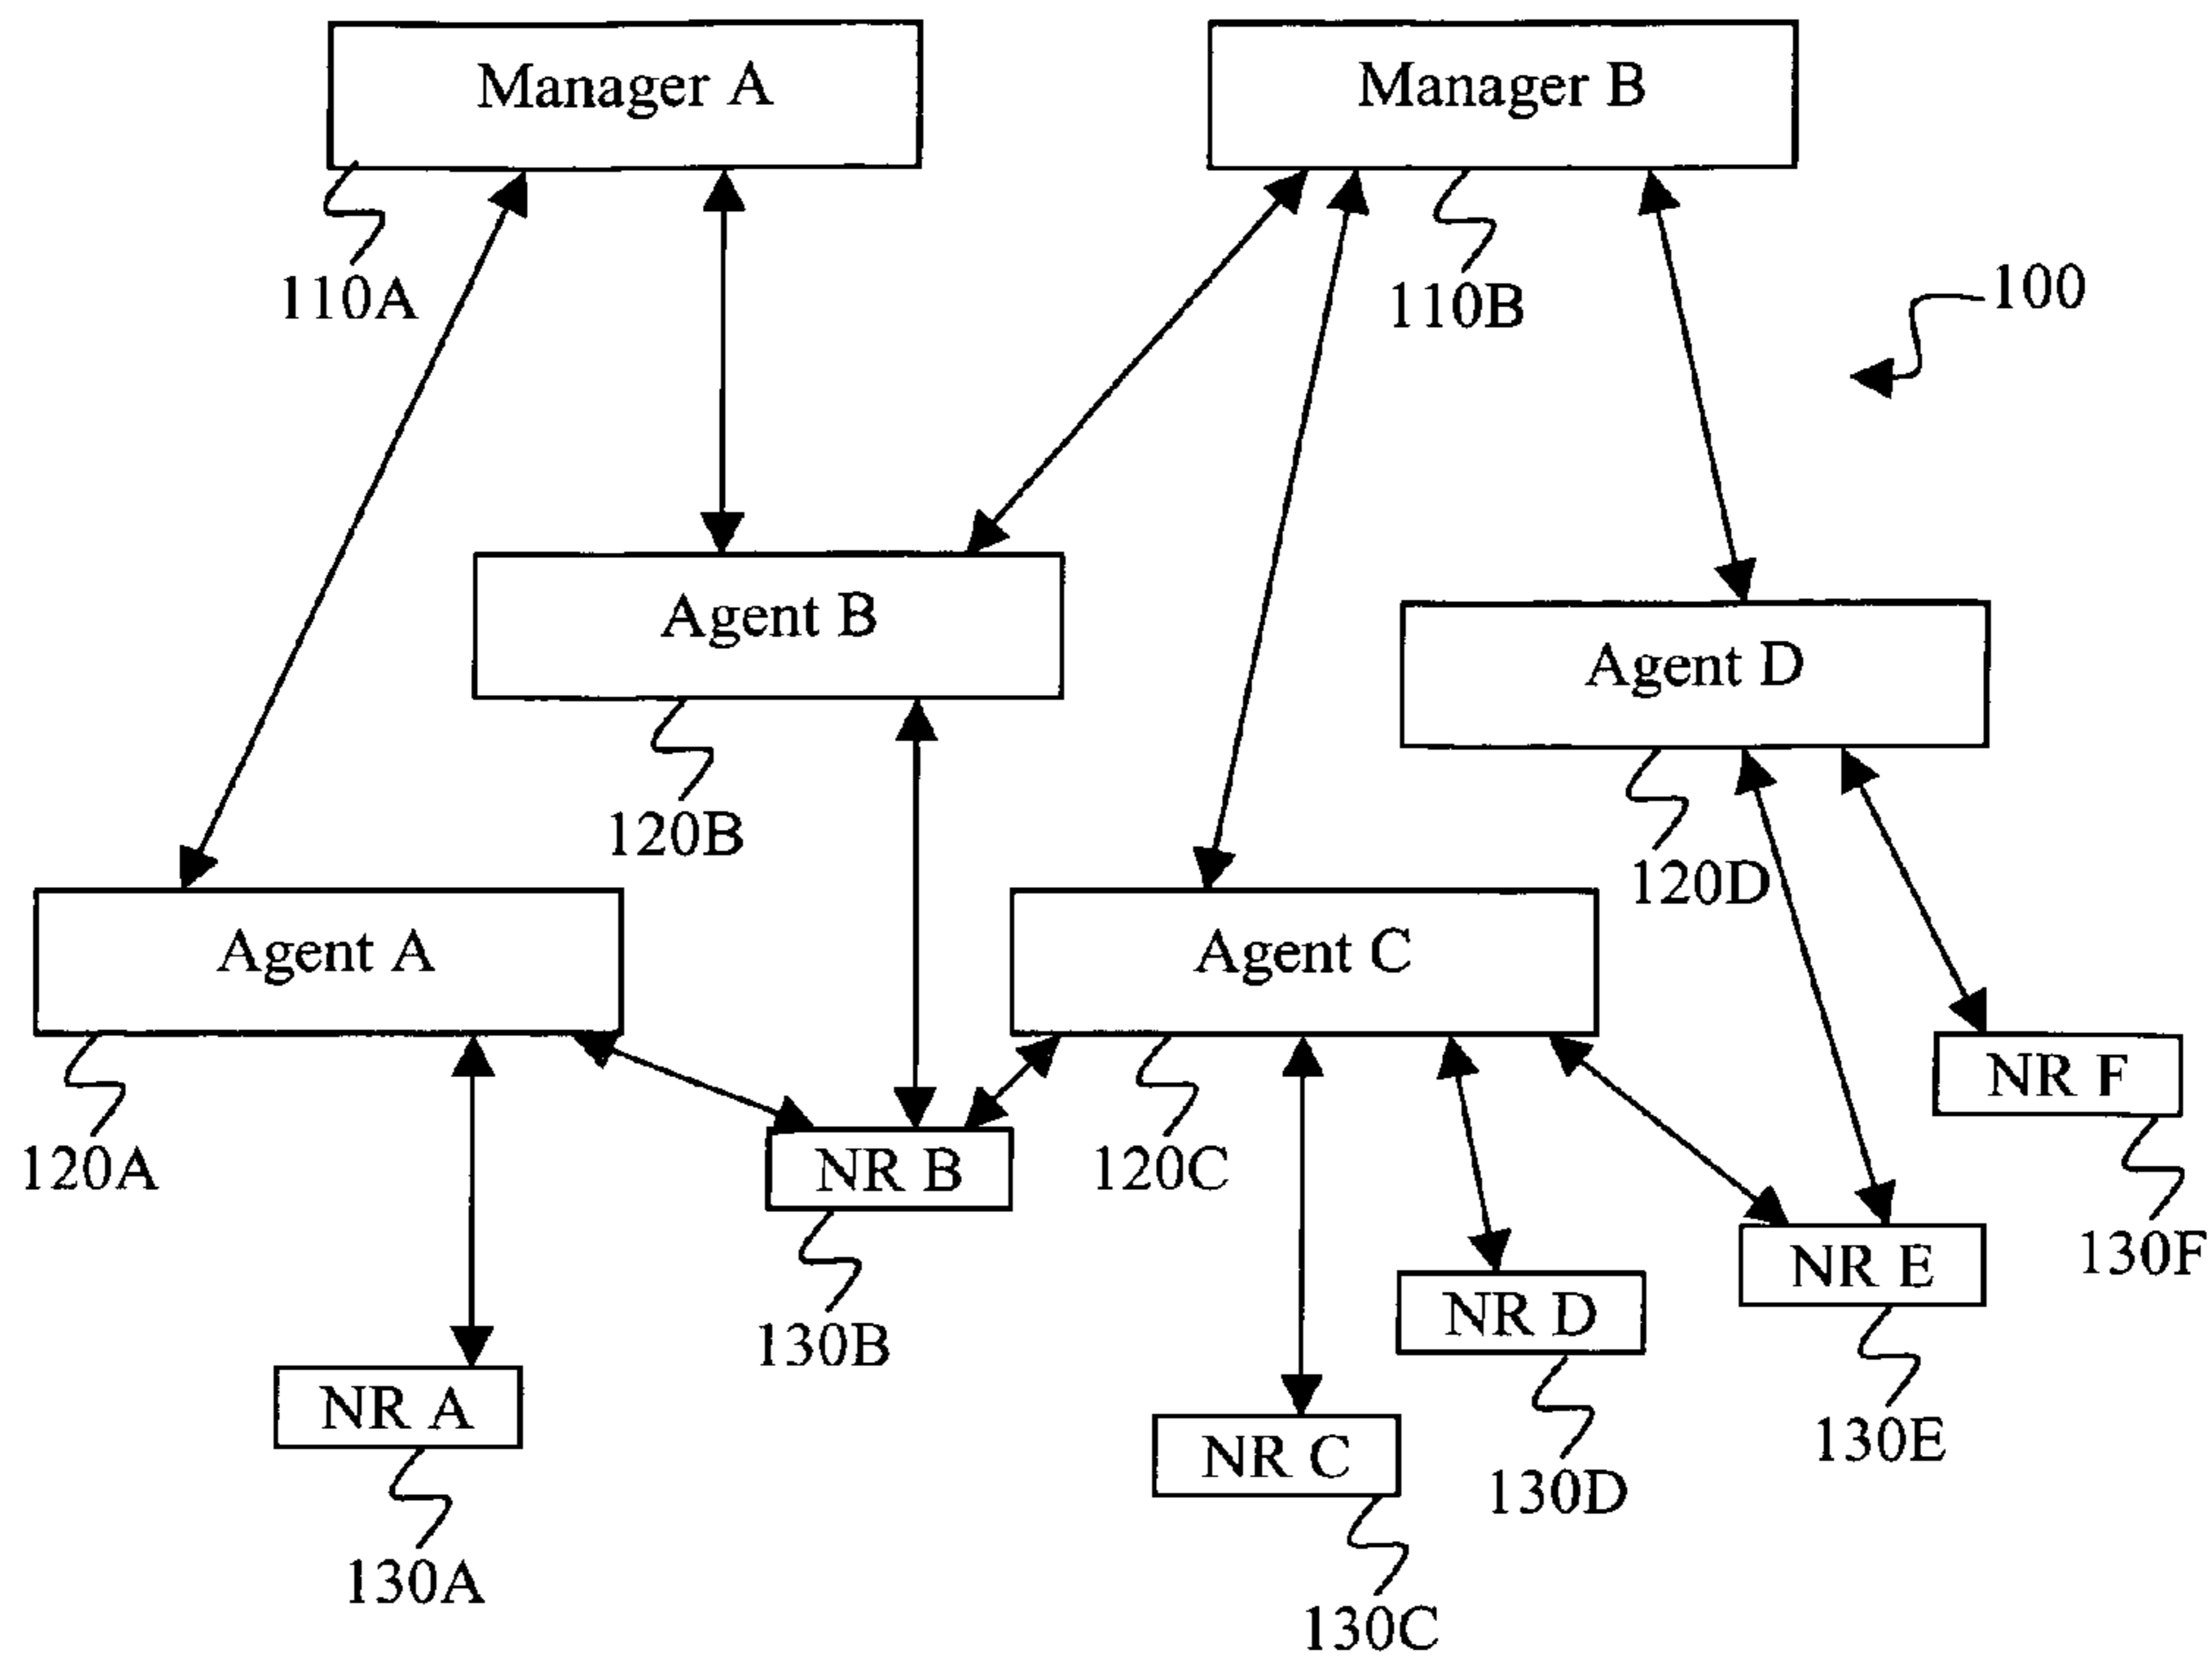 Manager A
Manager B
110A
110B
100
Agent B
Agent D
120B
120D
Agent A
Agent C
NR F
120A
NR B
120C
130F
NR E
130B
NR D
NR A
130E
NR C
130D
130A
130C